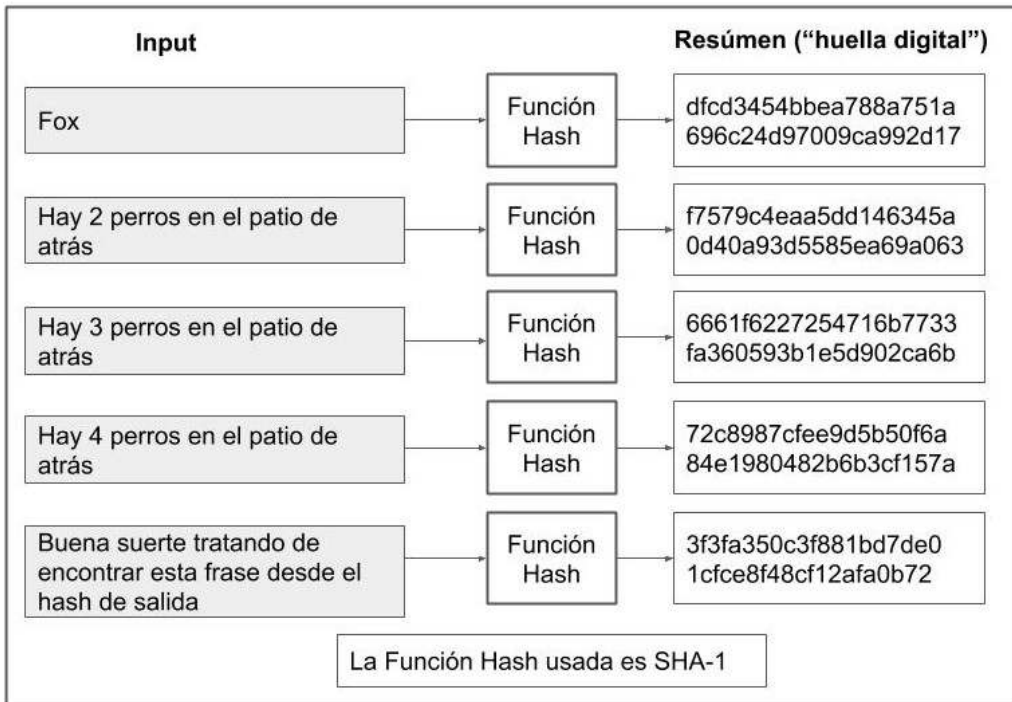 Input
Resúmen (“huella digital”)
Fox
Función
Hash
dfcd3454bbea788a751a
696c24d97009ca992d17
Hay 2 perros en el patio de
atrás
Función
Hash
f7579c4eaa5dd146345a
0d40a93d5585ea69a063
Hay 3 perros en el patio de
atrás
Función
Hash
6661f6227254716b7733
fa360593b1e5d902ca6b
Hay 4 perros en el patio de
atrás
Función
Hash
72c8987cfee9d5b50f6a
84e1980482b6b3cf157a
Buena suerte tratando de
encontrar esta frase desde el
hash de salida
Función
Hash
3f3fa350c3f881bd7de0
1cfce8f48cf12afa0b72
La Función Hash usada es SHA-1